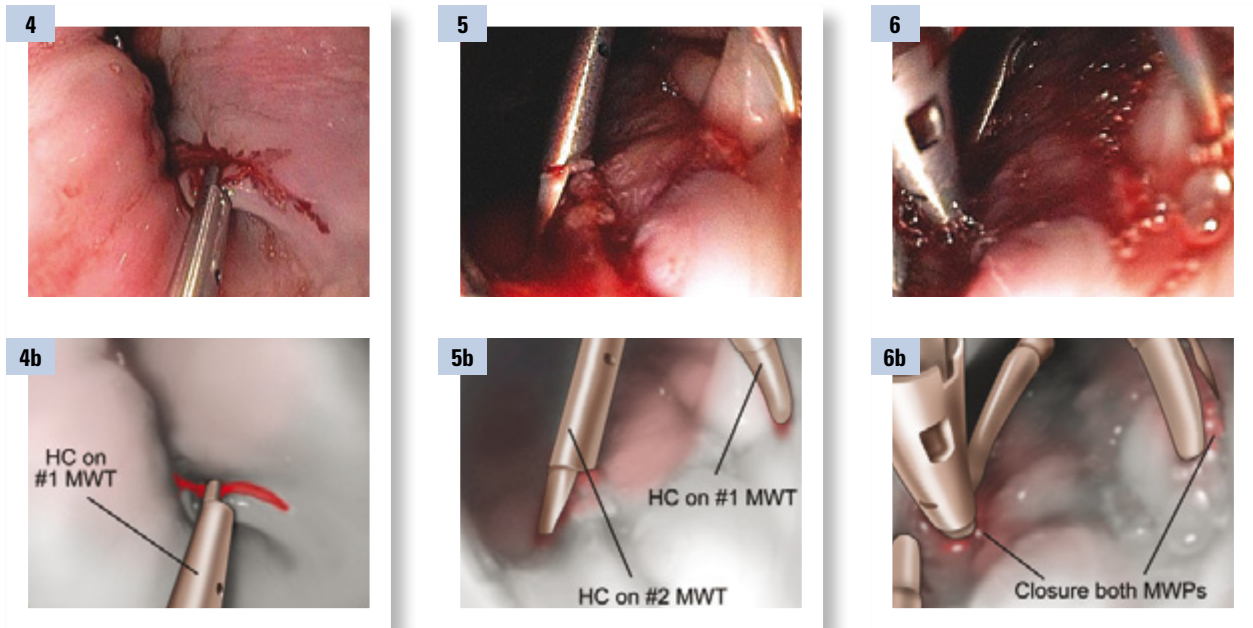 4
5
6
4b
HC on
#1 MWT
5b
HC on #1 MWT
HC on #2 MWT
6b
Closure both MWPs